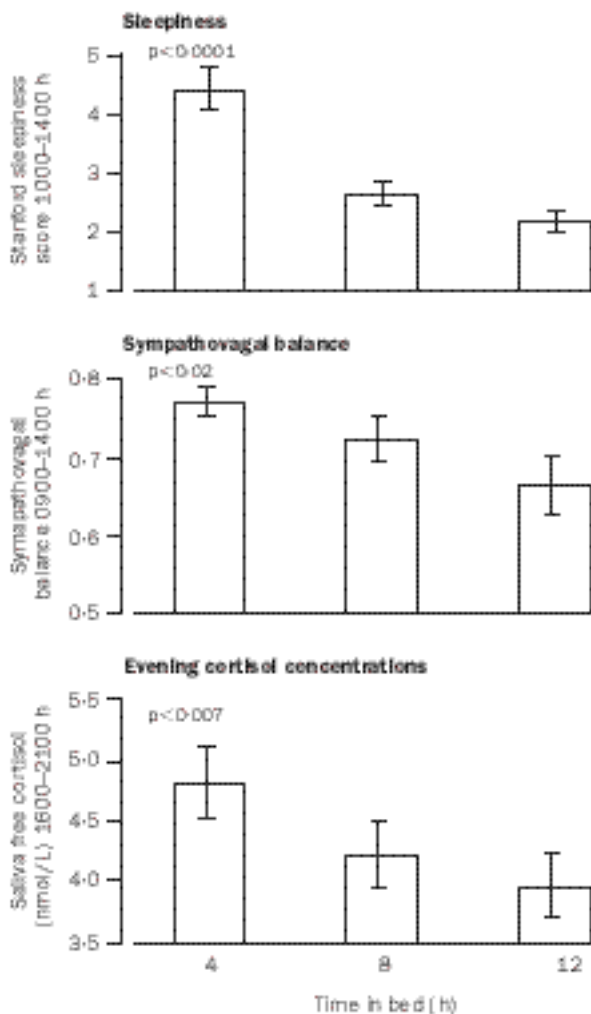 Sleepiness
p<0·0001
5
4
3
2
1
Stanford sleepiness
score 1000–1400 h
Sympathovagal balance
p<0·02
0·8
0·7
0·6
0·5
Sympathovagal
balance 0900–1400 h
Evening cortisol concentrations
p<0·007
5·5
5·0
4·5
4·0
3·5
Saliva free cortisol
(nmol/L) 1600–2100 h
4 8 12
Time in bed (h)